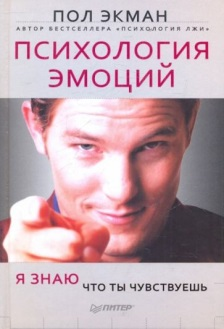 ПОЛ ЭКМАН
АВТОР БЕСТСЕЛЛЕРА «ПСИХОЛОГИЯ ЛЖИ»
ПСИХОЛОГИЯ
ЭМОЦИЙ
Я ЗНАЮ ЧТО ТЫ ЧУВСТВУЕШЬ
ПИТЕР